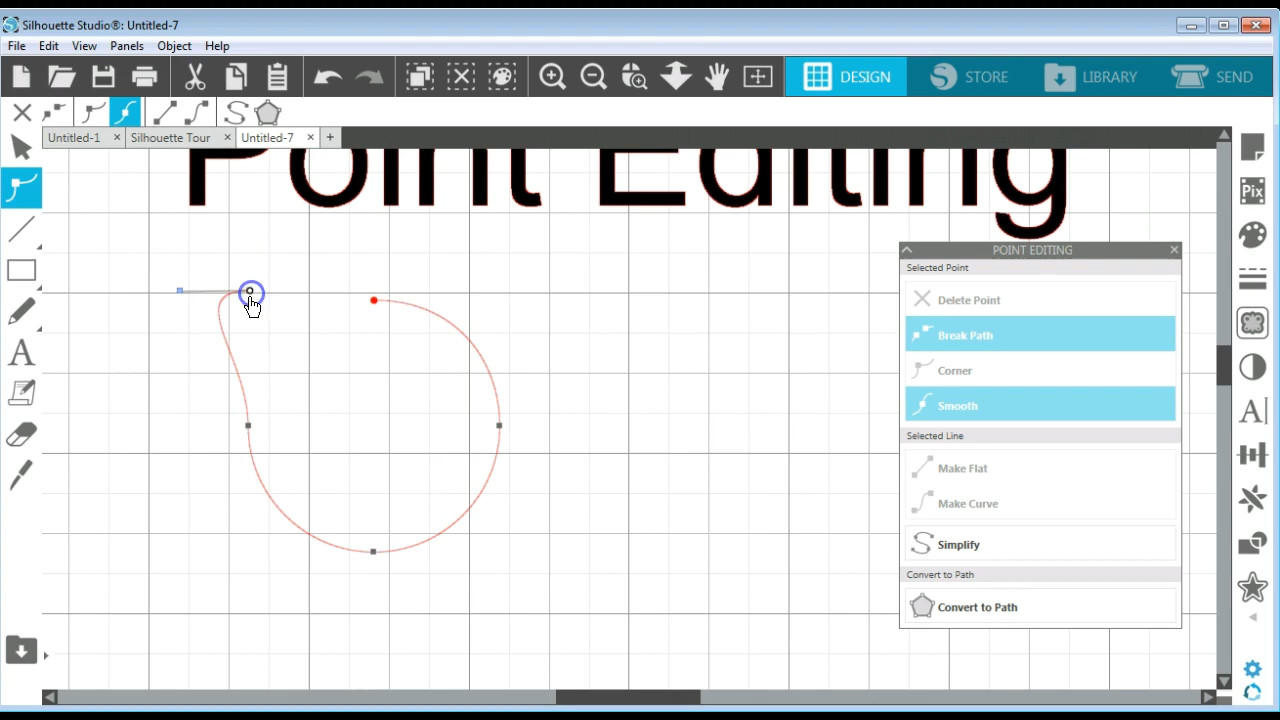 Silhouette Studio®: Untitled-7
File Edit View Panels Object Help
DESIGN STORE LIBRARY SEND
Untitled-1 Silhouette Tour Untitled-7
Point Editing
POINT EDITING
Selected Point
Delete Point
Break Path
Corner
Smooth
Selected Line
Make Flat
Make Curve
Simplify
Convert to Path
Convert to Path
Pix
A
A